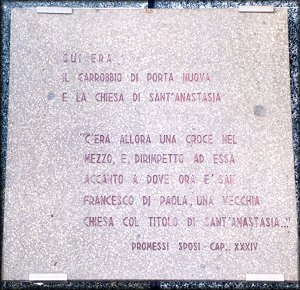 QUI ERA
IL CARROBBIO DI PORTA NUOVA
E LA CHIESA DI SANT'ANASTASIA
"C'ERA ALLORA UNA CROCE NEL
MEZZO, E, DIRIMPETTO AD ESSA
ACCANTO A DOVE ORA E' SAN
FRANCESCO DI PAOLA, UNA VECCHIA
CHIESA COL TITOLO DI SANT'ANASTASIA..."
PROMESSI SPOSI - CAP.. XXXIV